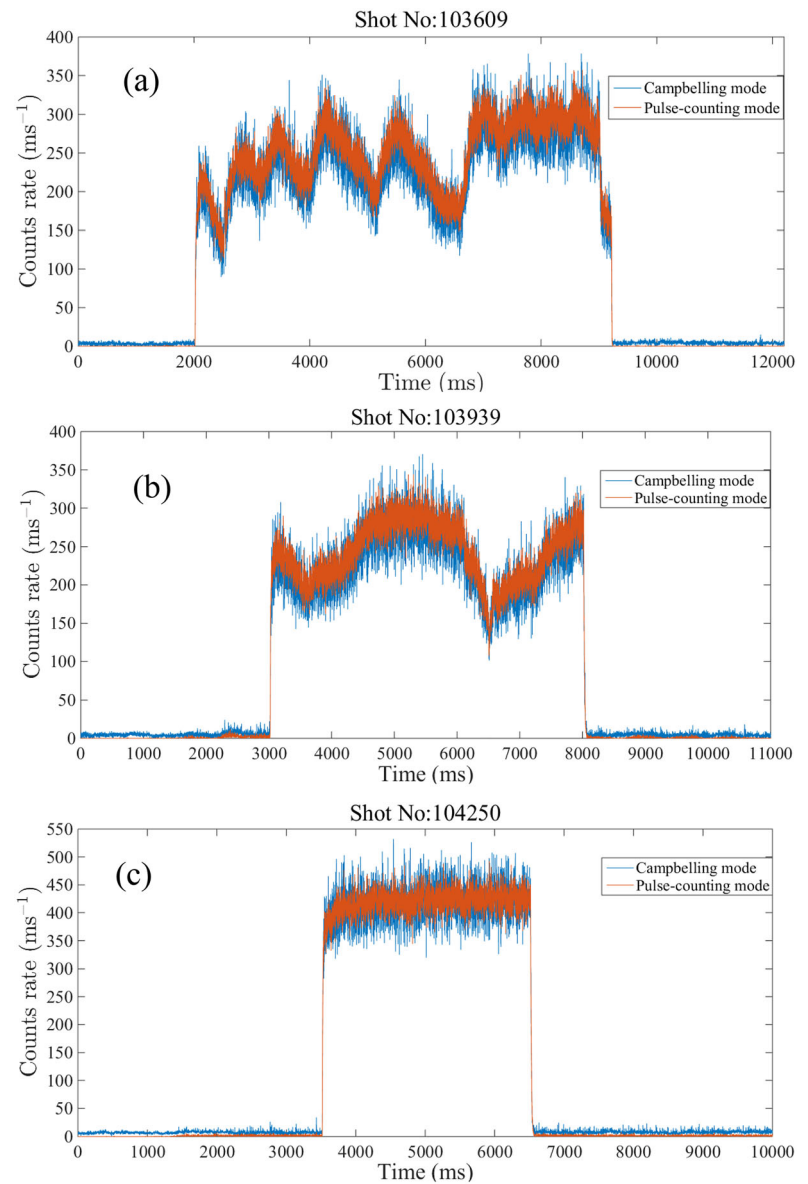 Shot No:103609
400
350
300
250
200
150
100
50
0
Counts rate (ms⁻¹)
(a)
Campbelling mode
Pulse-counting mode
0 2000 4000 6000 8000 10000 12000
Time (ms)
Shot No:103939
400
350
300
250
200
150
100
50
0
Counts rate (ms⁻¹)
(b)
Campbelling mode
Pulse-counting mode
0 1000 2000 3000 4000 5000 6000 7000 8000 9000 10000 11000
Time (ms)
Shot No:104250
550
500
450
400
350
300
250
200
150
100
50
0
Counts rate (ms⁻¹)
(c)
Campbelling mode
Pulse-counting mode
0 1000 2000 3000 4000 5000 6000 7000 8000 9000 10000
Time (ms)